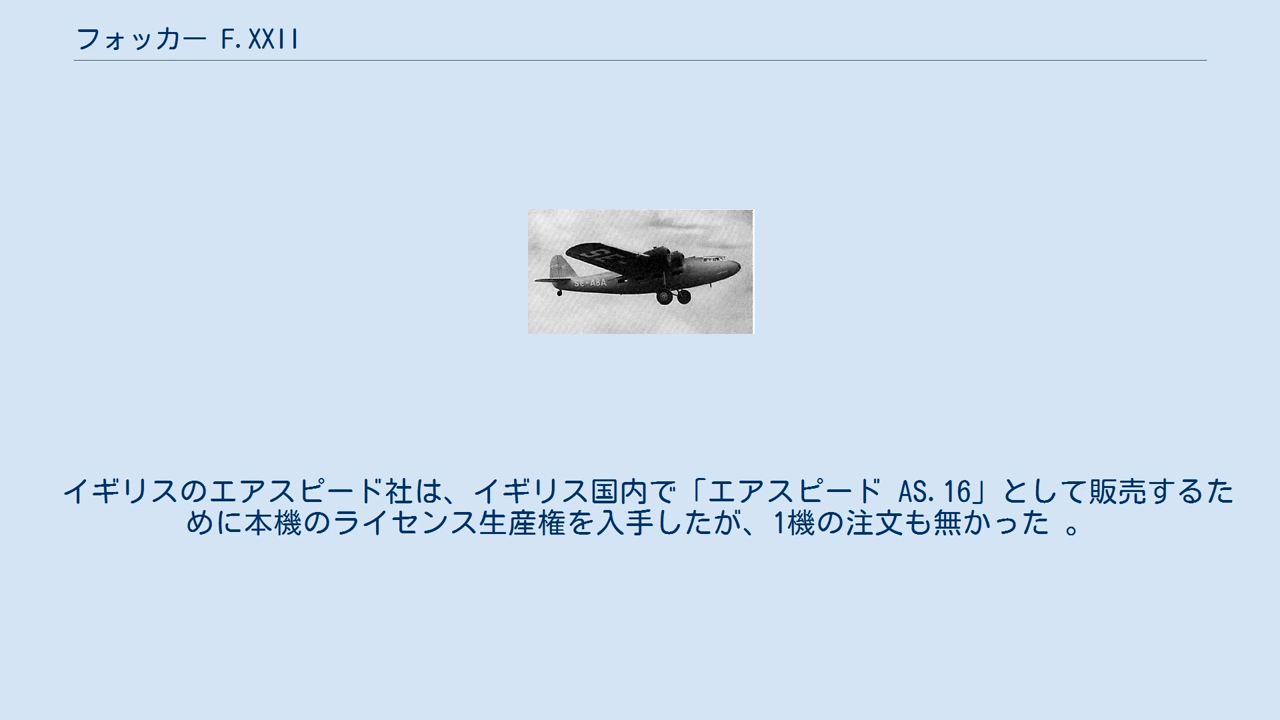 フォッカー F.XXII
SE-ABA
イギリスのエアスピード社は、イギリス国内で「エアスピード AS.16」として販売するた
めに本機のライセンス生産権を入手したが、1機の注文も無かった 。